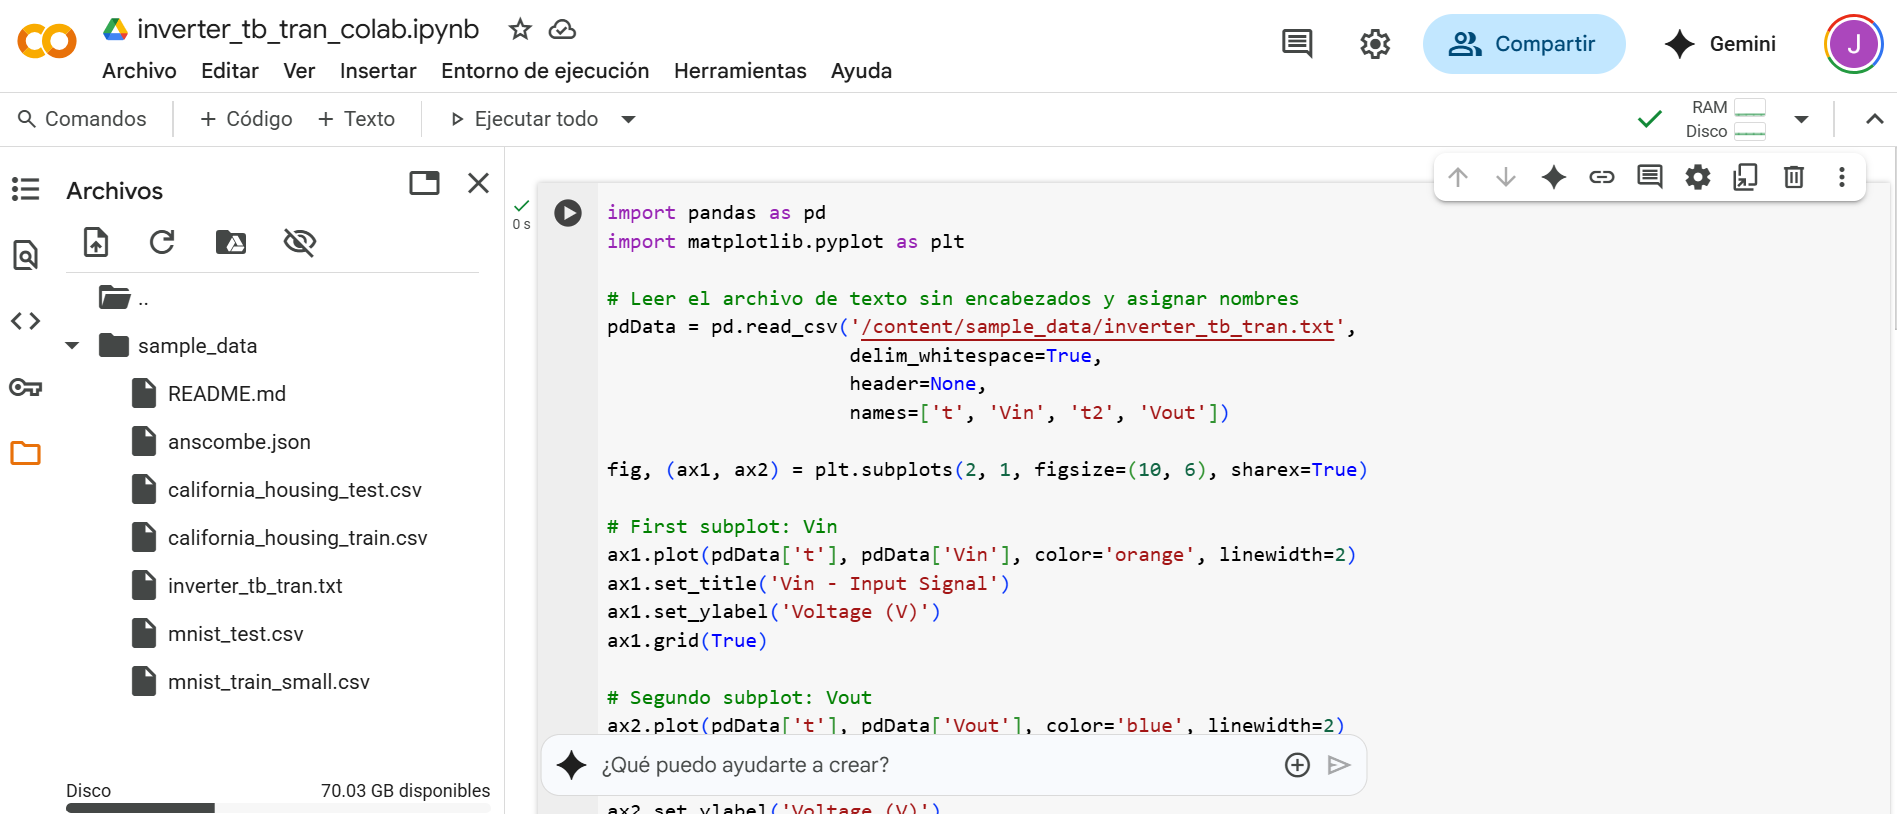 inverter_tb_tran_colab.ipynb
Archivo Editar Ver Insertar Entorno de ejecución Herramientas Ayuda
Compartir
Gemini
J
Comandos
+ Código + Texto
Ejecutar todo
RAM
Disco
Archivos
..
sample_data
README.md
anscombe.json
california_housing_test.csv
california_housing_train.csv
inverter_tb_tran.txt
mnist_test.csv
mnist_train_small.csv
Disco 70.03 GB disponibles
0 s
import pandas as pd
import matplotlib.pyplot as plt
# Leer el archivo de texto sin encabezados y asignar nombres
pdData = pd.read_csv('/content/sample_data/inverter_tb_tran.txt',
delim_whitespace=True,
header=None,
names=['t', 'Vin', 't2', 'Vout'])
fig, (ax1, ax2) = plt.subplots(2, 1, figsize=(10, 6), sharex=True)
# First subplot: Vin
ax1.plot(pdData['t'], pdData['Vin'], color='orange', linewidth=2)
ax1.set_title('Vin - Input Signal')
ax1.set_ylabel('Voltage (V)')
ax1.grid(True)
# Segundo subplot: Vout
ax2.plot(pdData['t'], pdData['Vout'], color='blue', linewidth=2)
¿Qué puedo ayudarte a crear?
ax2.set_ylabel('Voltage (V)')